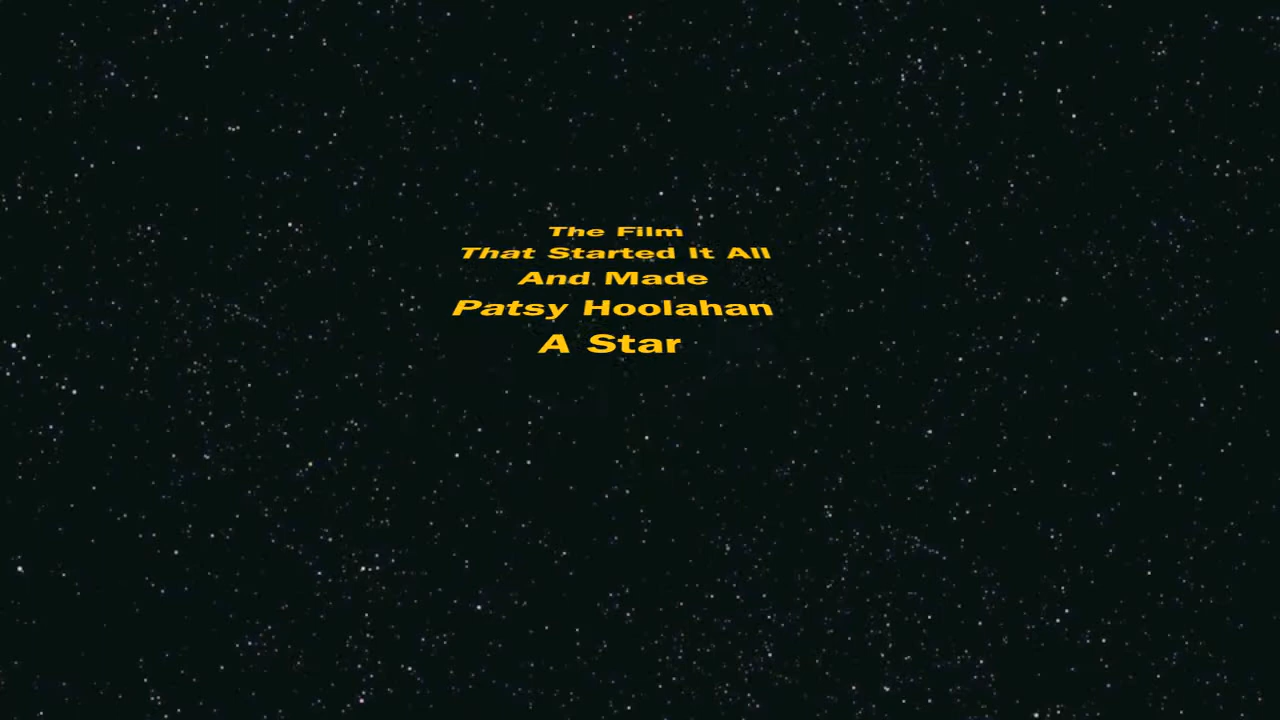 The Film
That Started It All
And Made
Patsy Hoolahan
A Star